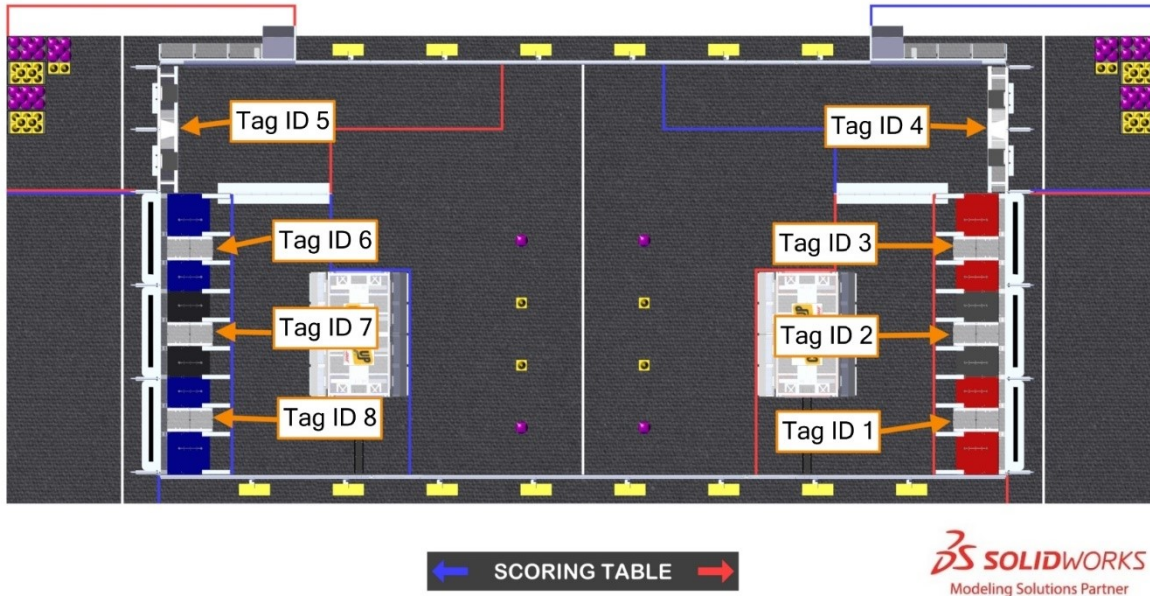 Tag ID 5
Tag ID 4
Tag ID 6
Tag ID 3
Tag ID 7
Tag ID 2
Tag ID 8
Tag ID 1
SCORING TABLE
SOLIDWORKS
Modeling Solutions Partner